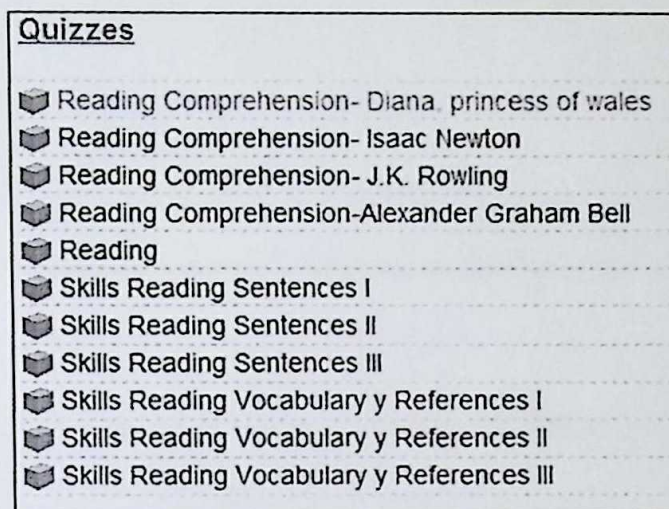 Quizzes
Reading Comprehension- Diana, princess of wales
Reading Comprehension- Isaac Newton
Reading Comprehension- J.K. Rowling
Reading Comprehension-Alexander Graham Bell
Reading
Skills Reading Sentences I
Skills Reading Sentences II
Skills Reading Sentences III
Skills Reading Vocabulary y References I
Skills Reading Vocabulary y References II
Skills Reading Vocabulary y References III